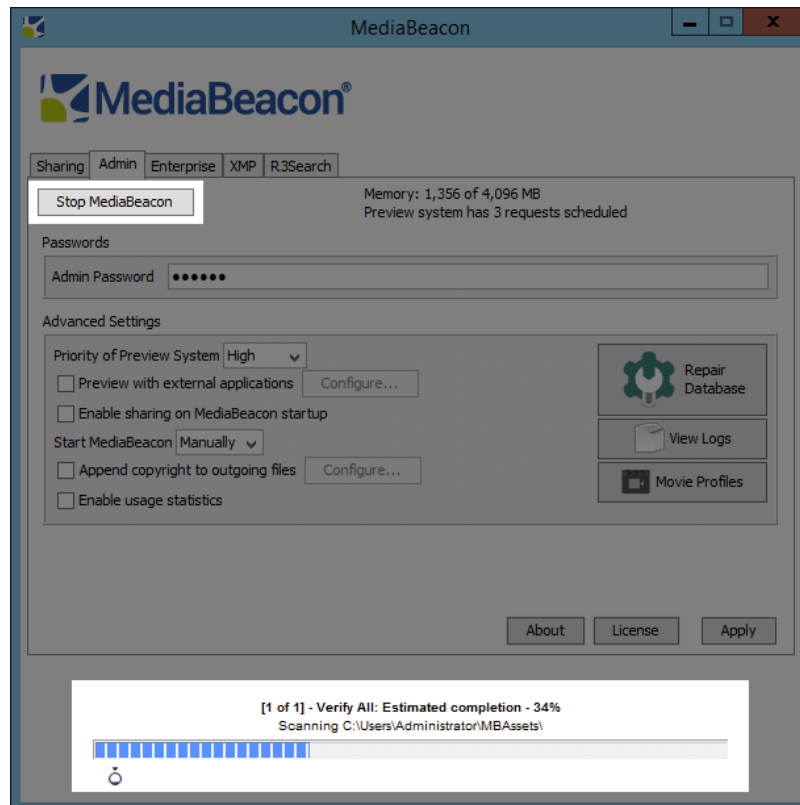 MediaBeacon
MediaBeacon®
Sharing Admin Enterprise XMP R3Search
Stop MediaBeacon
Memory: 1,356 of 4,096 MB
Preview system has 3 requests scheduled
Passwords
Admin Password ••••••
Advanced Settings
Priority of Preview System High
Preview with external applications Configure...
Enable sharing on MediaBeacon startup
Start MediaBeacon Manually
Append copyright to outgoing files Configure...
Enable usage statistics
Repair
Database
View Logs
Movie Profiles
About License Apply
[1 of 1] - Verify All: Estimated completion - 34%
Scanning C:\Users\Administrator\MBAssets\